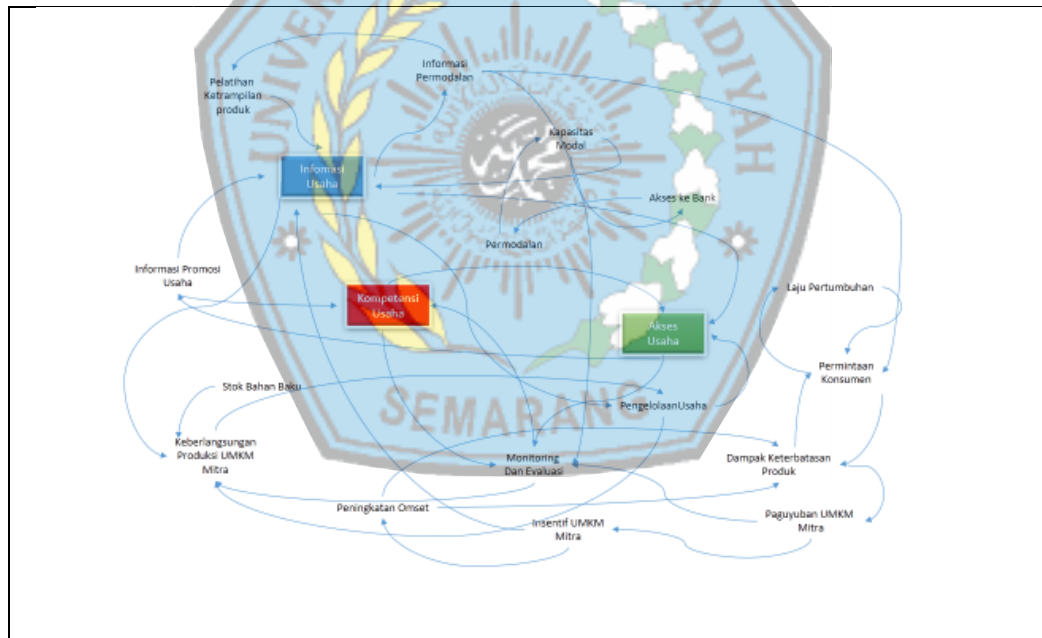 Informasi
Permodalan
Pelatihan
Ketrampilan
produk
Kapasitas
Modal
Infomasi
Usaha
Akses ke Bank
Permodalan
Informasi Promosi
Usaha
Kompetensi
Usaha
Laju Pertumbuhan
Akses
Usaha
Permintaan
Konsumen
Stok Bahan Baku
PengelolaanUsaha
SEMARANG
Keberlangsungan
Produksi UMKM
Mitra
Monitoring
Dan Evaluasi
Dampak Keterbatasan
Produk
Peningkatan Omset
Insentif UMKM
Mitra
Paguyuban UMKM
Mitra